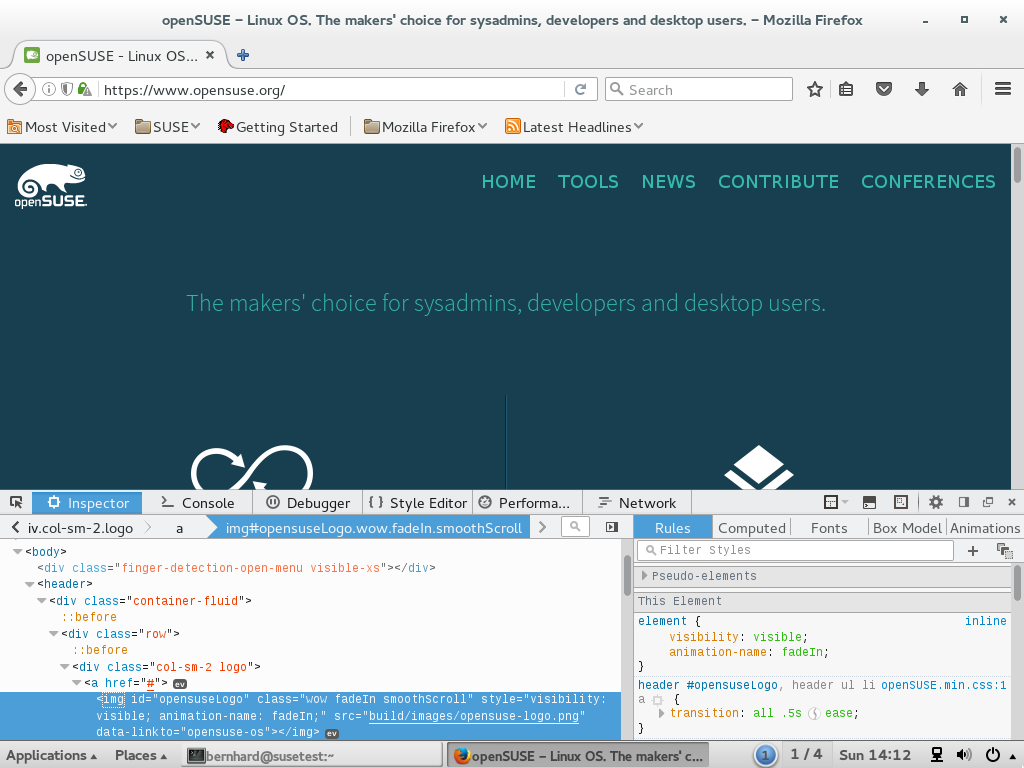 openSUSE – Linux OS. The makers' choice for sysadmins, developers and desktop users. – Mozilla Firefox
openSUSE - Linux OS...
https://www.opensuse.org/
Search
Most Visited
SUSE
Getting Started
Mozilla Firefox
Latest Headlines
openSUSE.
HOME TOOLS NEWS CONTRIBUTE CONFERENCES
The makers' choice for sysadmins, developers and desktop users.
Inspector
Console
Debugger
{ } Style Editor
Performa...
Network
iv.col-sm-2.logo
a
img#opensuseLogo.wow.fadeIn.smoothScroll
Rules
Computed
Fonts
Box Model
Animations
<body>
<div class="finger-detection-open-menu visible-xs"></div>
<header>
<div class="container-fluid">
::before
<div class="row">
::before
<div class="col-sm-2 logo">
<a href="#"> ev
<img id="opensuseLogo" class="wow fadeIn smoothScroll" style="visibility:
visible; animation-name: fadeIn;" src="build/images/opensuse-logo.png"
data-linkto="opensuse-os"></img> ev
Filter Styles
Pseudo-elements
This Element
element { inline
visibility: visible;
animation-name: fadeIn;
}
header #opensuseLogo, header ul li openSUSE.min.css:1
a {
transition: all .5s ease;
}
Applications
Places
bernhard@susetest:~
openSUSE – Linux OS. The makers' c...
1
1 / 4
Sun 14:12